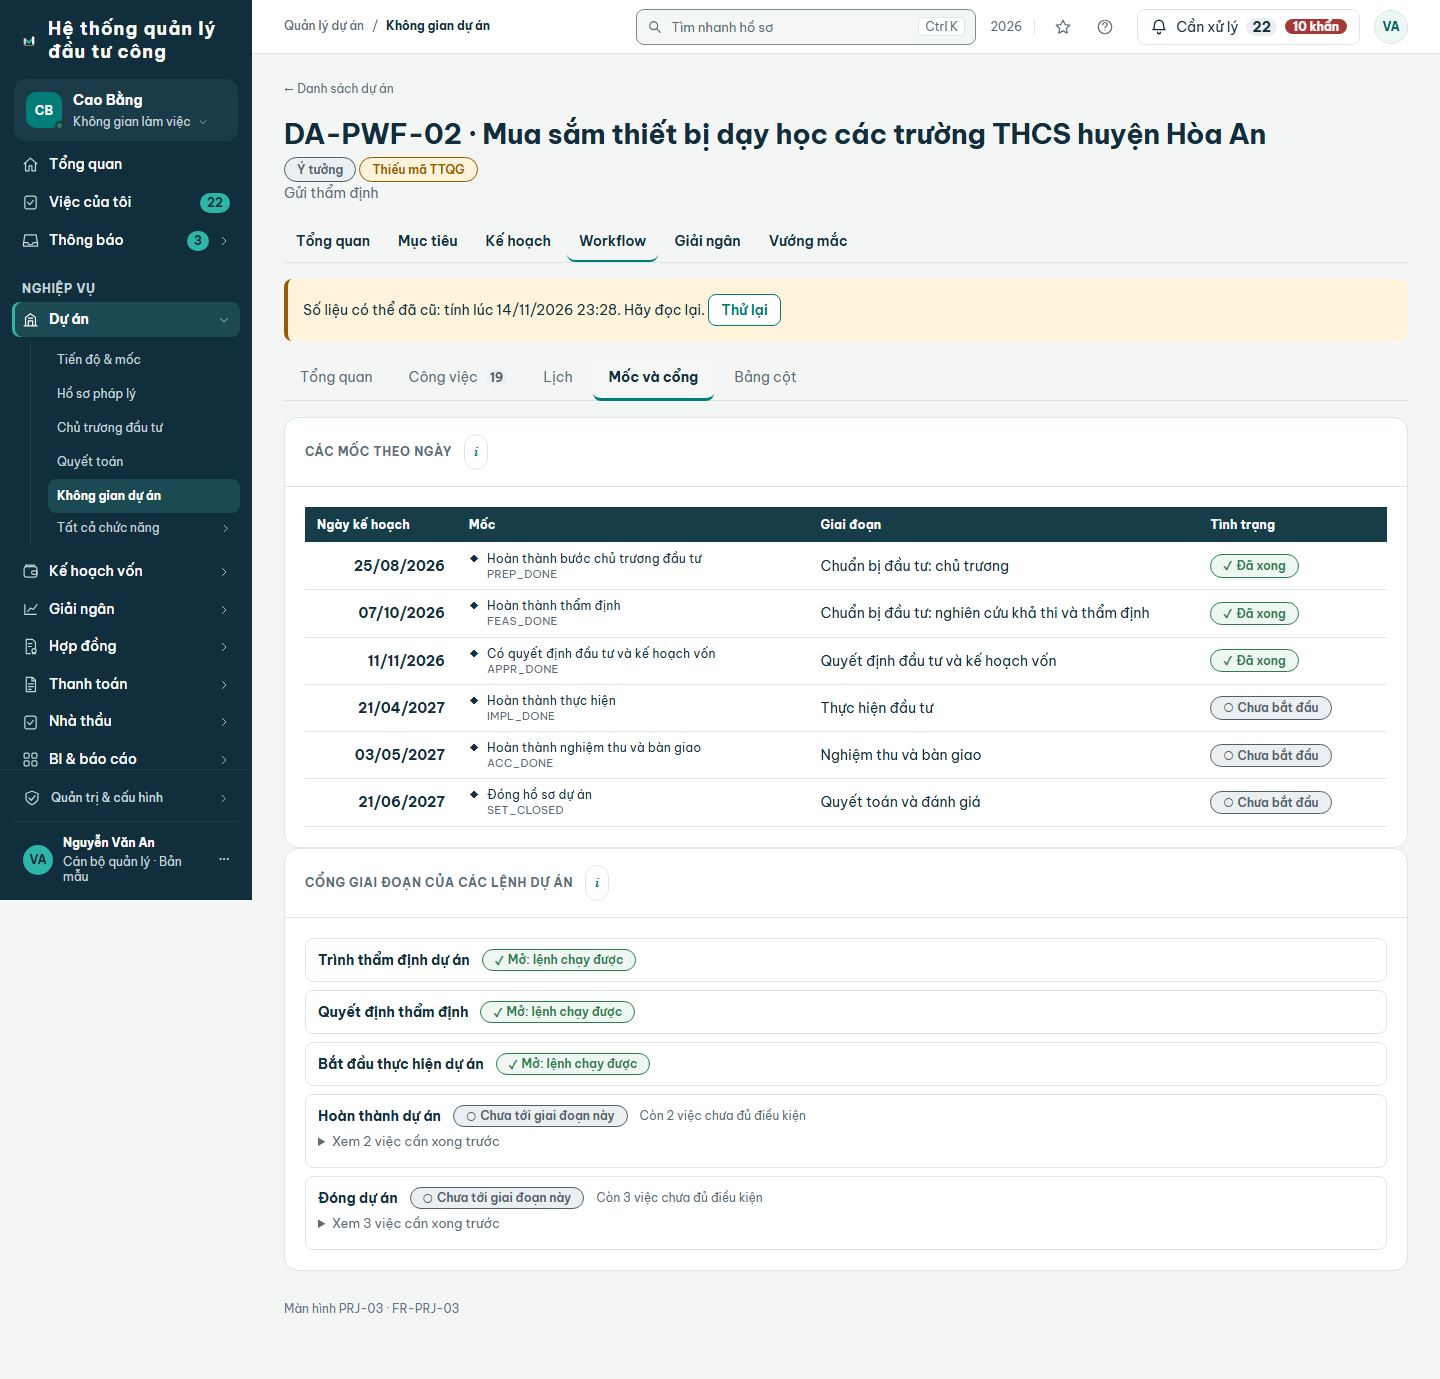 Hệ thống quản lý
đầu tư công
CB
Cao Bằng
Không gian làm việc
Tổng quan
Việc của tôi 22
Thông báo 3
NGHIỆP VỤ
Dự án
Tiến độ & mốc
Hồ sơ pháp lý
Chủ trương đầu tư
Quyết toán
Không gian dự án
Tất cả chức năng
Kế hoạch vốn
Giải ngân
Hợp đồng
Thanh toán
Nhà thầu
BI & báo cáo
Quản trị & cấu hình
VA
Nguyễn Văn An
Cán bộ quản lý · Bản
mẫu
...
Quản lý dự án / Không gian dự án
Tìm nhanh hồ sơ Ctrl K
2026
Cần xử lý 22 10 khẩn
VA
← Danh sách dự án
DA-PWF-02 · Mua sắm thiết bị dạy học các trường THCS huyện Hòa An
Ý tưởng Thiếu mã TTQG
Gửi thẩm định
Tổng quan Mục tiêu Kế hoạch Workflow Giải ngân Vướng mắc
Số liệu có thể đã cũ: tính lúc 14/11/2026 23:28. Hãy đọc lại. Thử lại
Tổng quan Công việc 19 Lịch Mốc và cổng Bảng cột
CÁC MỐC THEO NGÀY i
Ngày kế hoạch Mốc Giai đoạn Tình trạng
25/08/2026 ◆ Hoàn thành bước chủ trương đầu tư Chuẩn bị đầu tư: chủ trương ✓ Đã xong
PREP_DONE
07/10/2026 ◆ Hoàn thành thẩm định Chuẩn bị đầu tư: nghiên cứu khả thi và thẩm định ✓ Đã xong
FEAS_DONE
11/11/2026 ◆ Có quyết định đầu tư và kế hoạch vốn Quyết định đầu tư và kế hoạch vốn ✓ Đã xong
APPR_DONE
21/04/2027 ◆ Hoàn thành thực hiện Thực hiện đầu tư ○ Chưa bắt đầu
IMPL_DONE
03/05/2027 ◆ Hoàn thành nghiệm thu và bàn giao Nghiệm thu và bàn giao ○ Chưa bắt đầu
ACC_DONE
21/06/2027 ◆ Đóng hồ sơ dự án Quyết toán và đánh giá ○ Chưa bắt đầu
SET_CLOSED
CỔNG GIAI ĐOẠN CỦA CÁC LỆNH DỰ ÁN i
Trình thẩm định dự án ✓ Mở: lệnh chạy được
Quyết định thẩm định ✓ Mở: lệnh chạy được
Bắt đầu thực hiện dự án ✓ Mở: lệnh chạy được
Hoàn thành dự án ○ Chưa tới giai đoạn này Còn 2 việc chưa đủ điều kiện
▶ Xem 2 việc cần xong trước
Đóng dự án ○ Chưa tới giai đoạn này Còn 3 việc chưa đủ điều kiện
▶ Xem 3 việc cần xong trước
Màn hình PRJ-03 · FR-PRJ-03